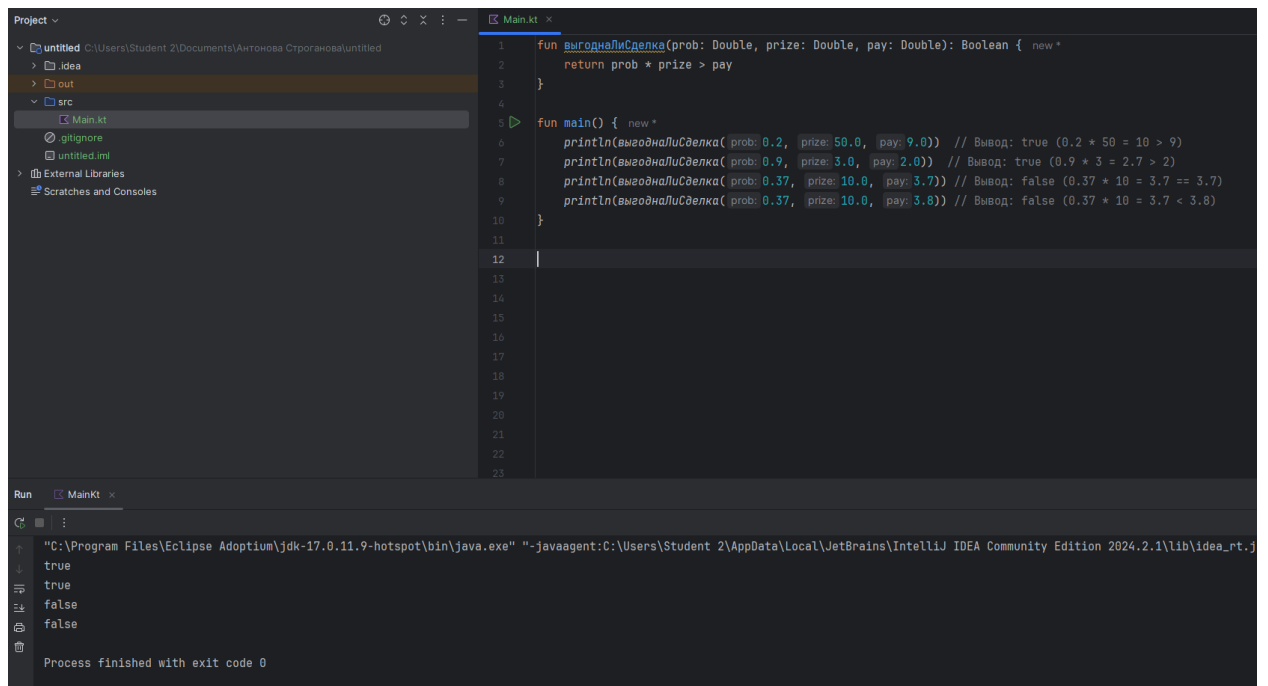 Project
untitled C:\Users\Student 2\Documents\Антонова Строганова\untitled
.idea
out
src
Main.kt
.gitignore
untitled.iml
External Libraries
Scratches and Consoles
Main.kt
1 fun выгоднаЛиСделка(prob: Double, prize: Double, pay: Double): Boolean { new *
2 return prob * prize > pay
3 }
4
5 fun main() { new *
6 println(выгоднаЛиСделка( prob: 0.2, prize: 50.0, pay: 9.0)) // Вывод: true (0.2 * 50 = 10 > 9)
7 println(выгоднаЛиСделка( prob: 0.9, prize: 3.0, pay: 2.0)) // Вывод: true (0.9 * 3 = 2.7 > 2)
8 println(выгоднаЛиСделка( prob: 0.37, prize: 10.0, pay: 3.7)) // Вывод: false (0.37 * 10 = 3.7 == 3.7)
9 println(выгоднаЛиСделка( prob: 0.37, prize: 10.0, pay: 3.8)) // Вывод: false (0.37 * 10 = 3.7 < 3.8)
10 }
11
12
13
14
15
16
17
18
19
20
21
22
23
Run MainKt
"C:\Program Files\Eclipse Adoptium\jdk-17.0.11.9-hotspot\bin\java.exe" "-javaagent:C:\Users\Student 2\AppData\Local\JetBrains\IntelliJ IDEA Community Edition 2024.2.1\lib\idea_rt.j
true
true
false
false
Process finished with exit code 0